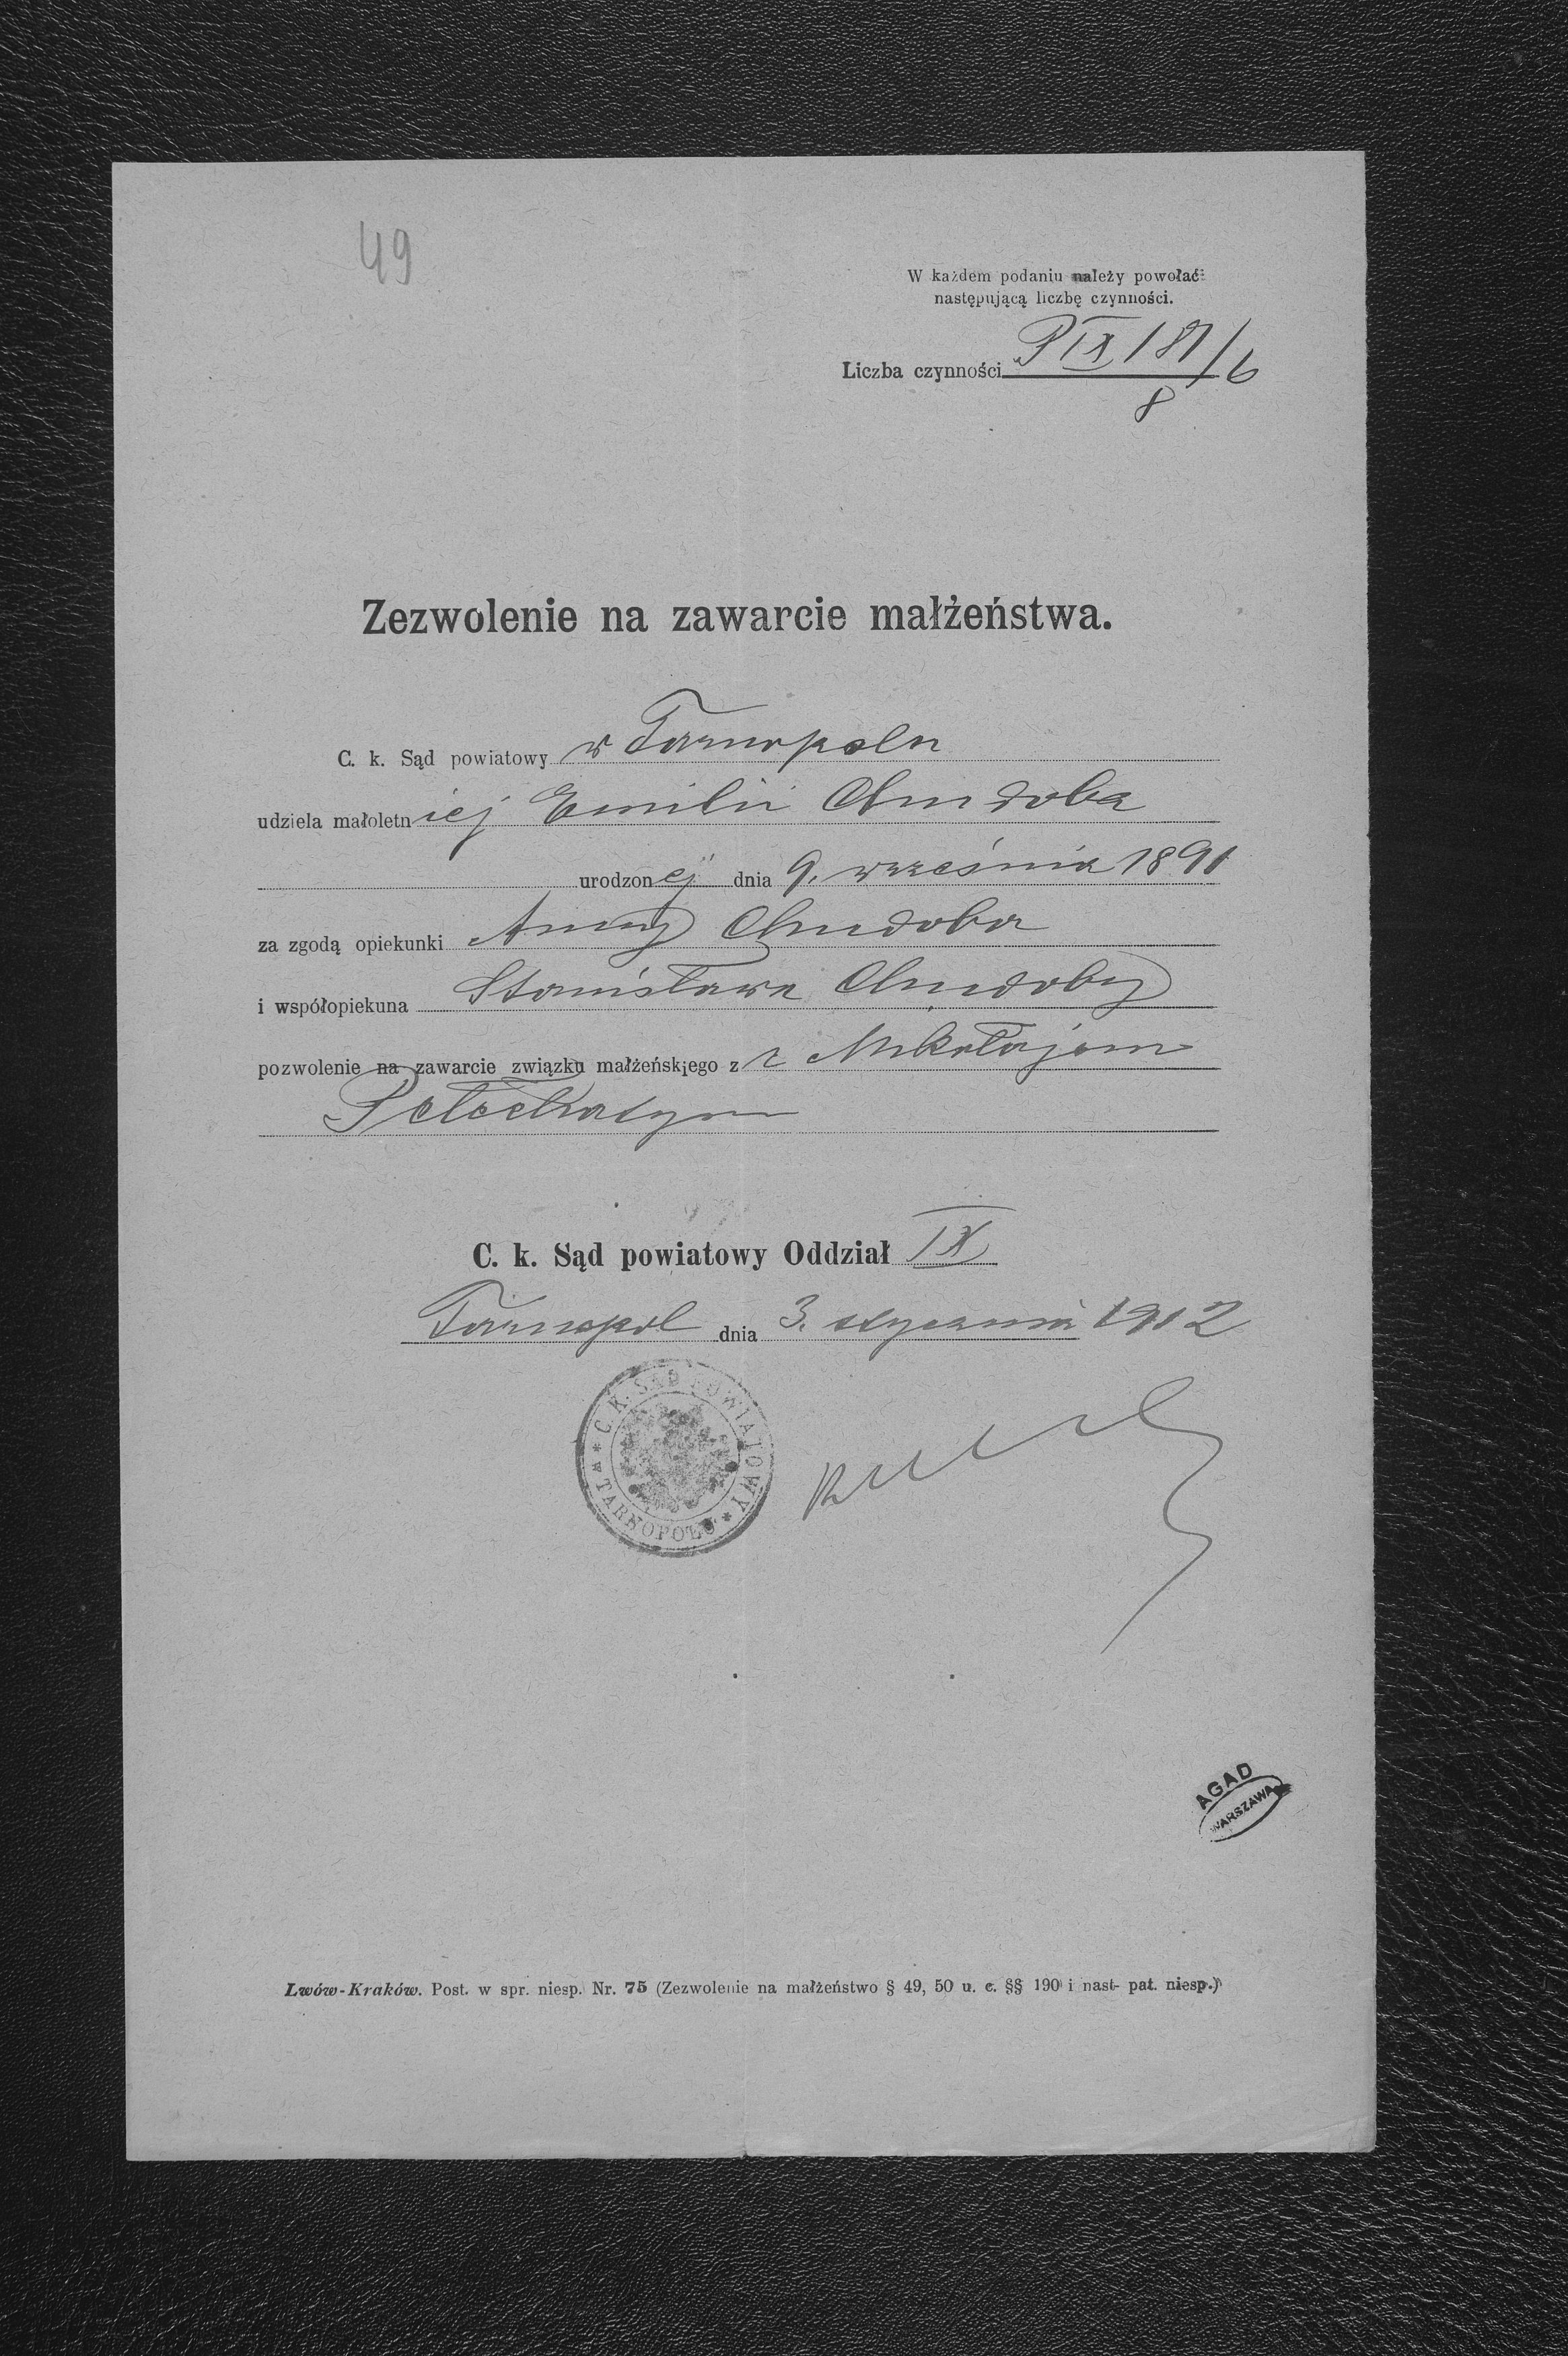 49
W każdem podaniu należy powołać
następującą liczbę czynności.
Liczba czynności P IX 181/6
8
Zezwolenie na zawarcie małżeństwa.
C. k. Sąd powiatowy w Tarnopolu
udziela małoletniej Emilii Chudoba
urodzonej dnia 9. września 1891
za zgodą opiekunki Anny Chudoba
i współopiekuna Stanisława Chudoby
pozwolenie na zawarcie związku małżeńskiego z z Mikołajem
C. k. Sąd powiatowy Oddział IX
Tarnopol dnia 3. stycznia 1912
C. K. SĄD POWIATOWY
w TARNOPOLU
AGAD
WARSZAWA
Lwów-Kraków. Post. w spr. niesp. Nr. 75 (Zezwolenie na małżeństwo § 49, 50 u. c. §§ 190 i nast- pat. niesp.)